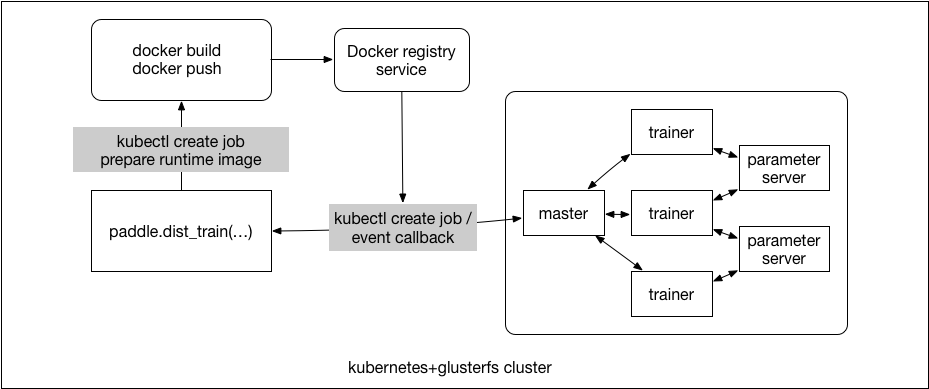 docker build
docker push
Docker registry
service
kubectl create job
prepare runtime image
paddle.dist_train(...)
kubectl create job /
event callback
master
trainer
trainer
trainer
parameter
server
parameter
server
kubernetes+glusterfs cluster